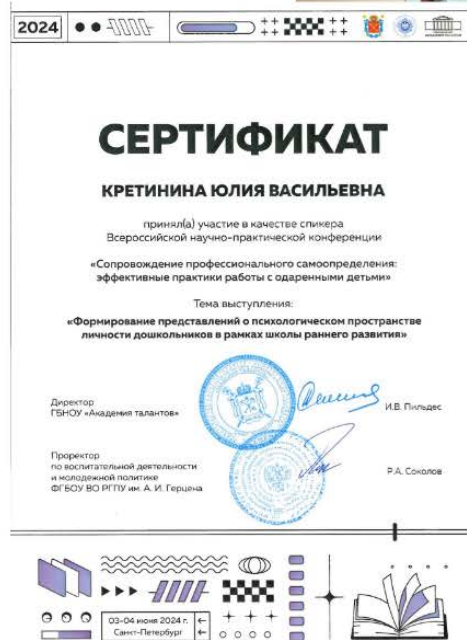 2024
СЕРТИФИКАТ
КРЕТИНИНА ЮЛИЯ ВАСИЛЬЕВНА
принял(а) участие в качестве спикера
Всероссийской научно-практической конференции
«Сопровождение профессионального самоопределения:
эффективные практики работы с одаренными детьми»
Тема выступления:
«Формирование представлений о психологическом пространстве
личности дошкольников в рамках школы раннего развития»
Директор
ГБНОУ «Академия талантов»
И.В. Пильдес
Проректор
по воспитательной деятельности
и молодежной политике
ФГБОУ ВО РГПУ им. А. И. Герцена
Р.А. Соколов
03-04 июня 2024 г.
Санкт-Петербург